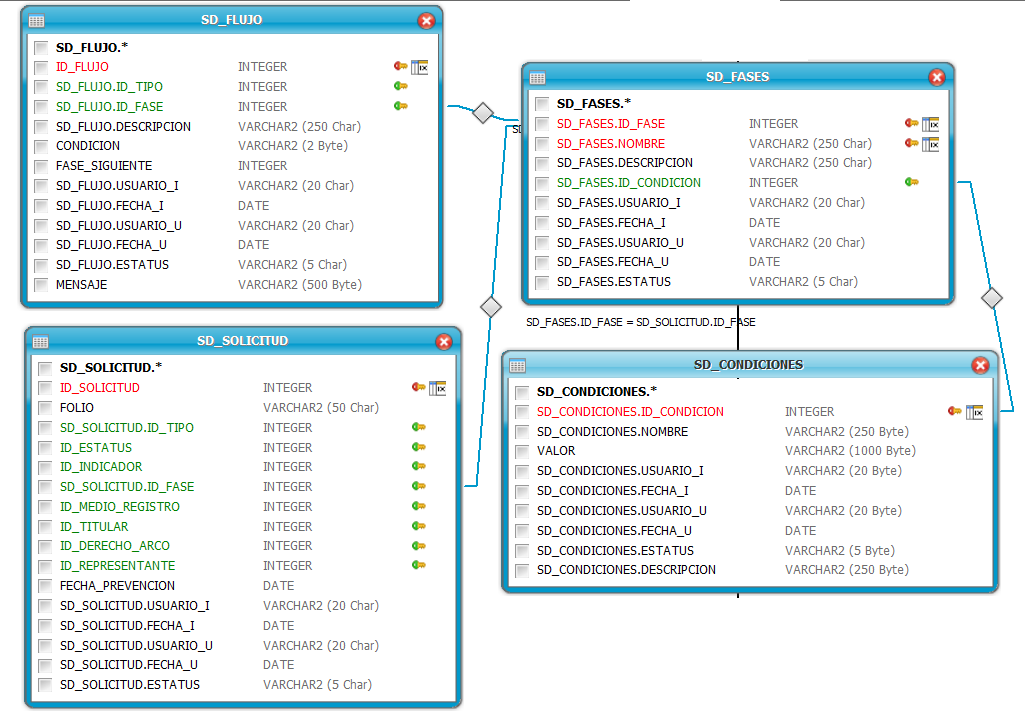 SD_FLUJO
SD_FLUJO.*
ID_FLUJO INTEGER
SD_FLUJO.ID_TIPO INTEGER
SD_FLUJO.ID_FASE INTEGER
SD_FLUJO.DESCRIPCION VARCHAR2 (250 Char)
CONDICION VARCHAR2 (2 Byte)
FASE_SIGUIENTE INTEGER
SD_FLUJO.USUARIO_I VARCHAR2 (20 Char)
SD_FLUJO.FECHA_I DATE
SD_FLUJO.USUARIO_U VARCHAR2 (20 Char)
SD_FLUJO.FECHA_U DATE
SD_FLUJO.ESTATUS VARCHAR2 (5 Char)
MENSAJE VARCHAR2 (500 Byte)
SD_FASES
SD_FASES.*
SD_FASES.ID_FASE INTEGER
SD_FASES.NOMBRE VARCHAR2 (250 Char)
SD_FASES.DESCRIPCION VARCHAR2 (250 Char)
SD_FASES.ID_CONDICION INTEGER
SD_FASES.USUARIO_I VARCHAR2 (20 Char)
SD_FASES.FECHA_I DATE
SD_FASES.USUARIO_U VARCHAR2 (20 Char)
SD_FASES.FECHA_U DATE
SD_FASES.ESTATUS VARCHAR2 (5 Char)
SD_FASES.ID_FASE = SD_SOLICITUD.ID_FASE
SD_SOLICITUD
SD_SOLICITUD.*
ID_SOLICITUD INTEGER
FOLIO VARCHAR2 (50 Char)
SD_SOLICITUD.ID_TIPO INTEGER
ID_ESTATUS INTEGER
ID_INDICADOR INTEGER
SD_SOLICITUD.ID_FASE INTEGER
ID_MEDIO_REGISTRO INTEGER
ID_TITULAR INTEGER
ID_DERECHO_ARCO INTEGER
ID_REPRESENTANTE INTEGER
FECHA_PREVENCION DATE
SD_SOLICITUD.USUARIO_I VARCHAR2 (20 Char)
SD_SOLICITUD.FECHA_I DATE
SD_SOLICITUD.USUARIO_U VARCHAR2 (20 Char)
SD_SOLICITUD.FECHA_U DATE
SD_SOLICITUD.ESTATUS VARCHAR2 (5 Char)
SD_CONDICIONES
SD_CONDICIONES.*
SD_CONDICIONES.ID_CONDICION INTEGER
SD_CONDICIONES.NOMBRE VARCHAR2 (250 Byte)
VALOR VARCHAR2 (1000 Byte)
SD_CONDICIONES.USUARIO_I VARCHAR2 (20 Byte)
SD_CONDICIONES.FECHA_I DATE
SD_CONDICIONES.USUARIO_U VARCHAR2 (20 Byte)
SD_CONDICIONES.FECHA_U DATE
SD_CONDICIONES.ESTATUS VARCHAR2 (5 Byte)
SD_CONDICIONES.DESCRIPCION VARCHAR2 (250 Byte)